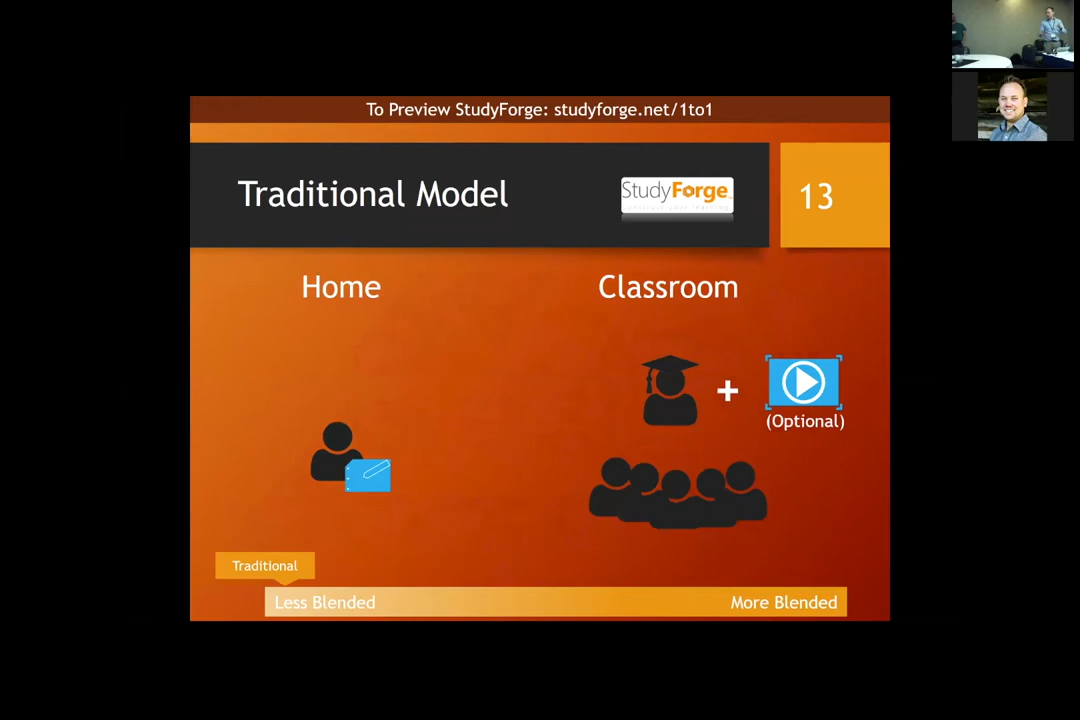 To Preview StudyForge: studyforge.net/1to1
Traditional Model
StudyForge
13
Home
Classroom
+
(Optional)
Traditional
Less Blended
More Blended